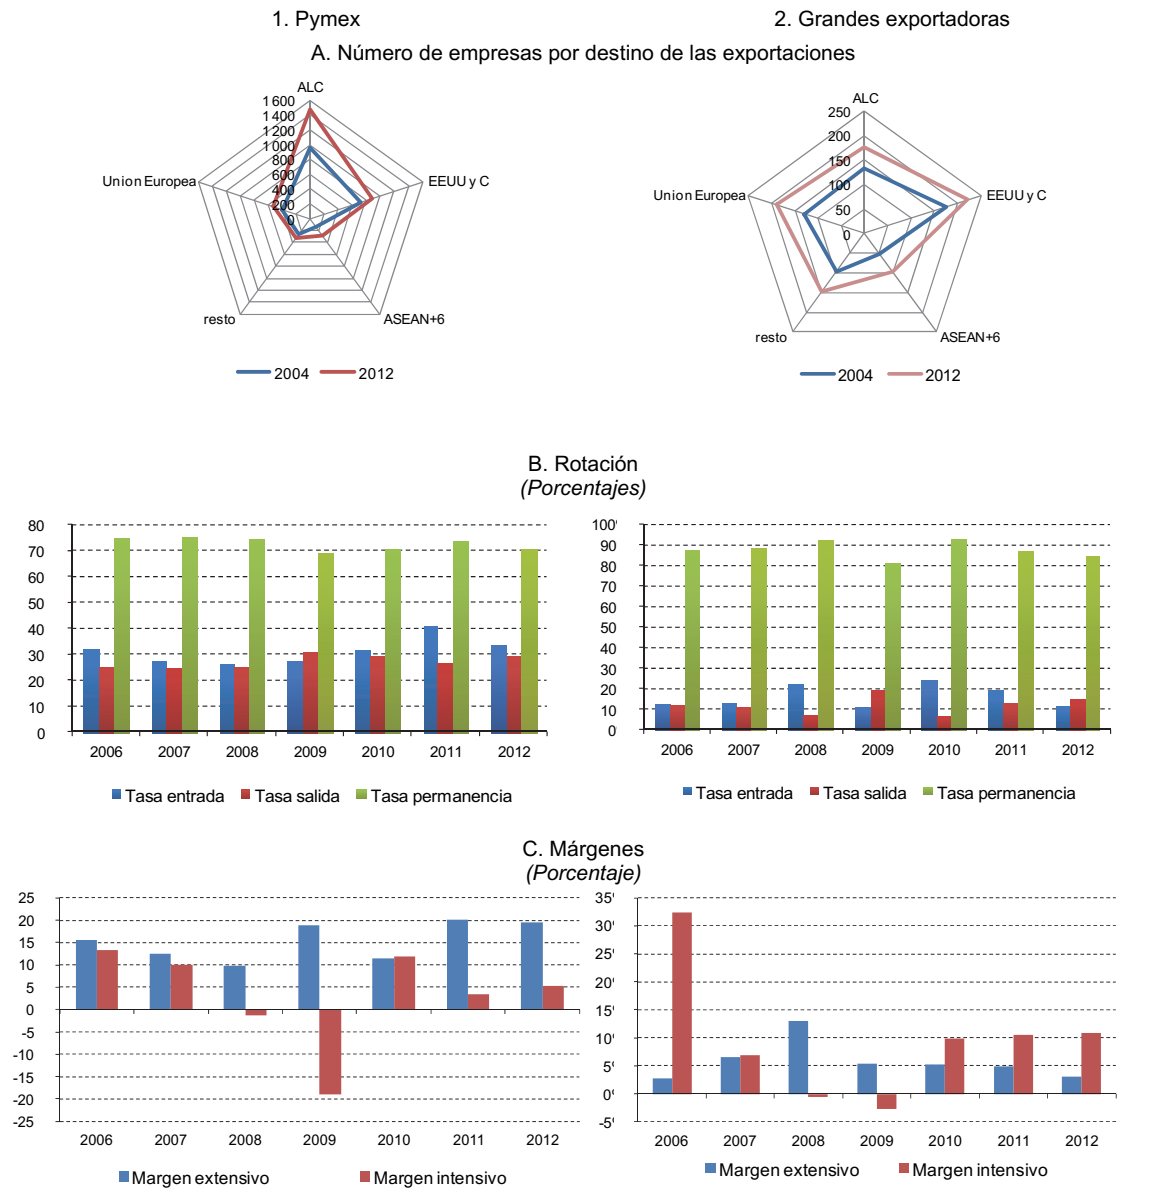 1. Pymex
2. Grandes exportadoras
A. Número de empresas por destino de las exportaciones
ALC
1 600
1 400
1 200
1 000
800
600
400
200
0
Union Europea
EEUU y C
resto
ASEAN+6
2004
2012
ALC
250
200
150
100
50
0
Union Europea
EEUU y C
resto
ASEAN+6
2004
2012
B. Rotación
(Porcentajes)
80
70
60
50
40
30
20
10
0
2006 2007 2008 2009 2010 2011 2012
Tasa entrada Tasa salida Tasa permanencia
100
90
80
70
60
50
40
30
20
10
0
2006 2007 2008 2009 2010 2011 2012
Tasa entrada Tasa salida Tasa permanencia
C. Márgenes
(Porcentaje)
25
20
15
10
5
0
-5
-10
-15
-20
-25
2006 2007 2008 2009 2010 2011 2012
Margen extensivo Margen intensivo
35
30
25
20
15
10
5
0
-5
2006 2007 2008 2009 2010 2011 2012
Margen extensivo Margen intensivo